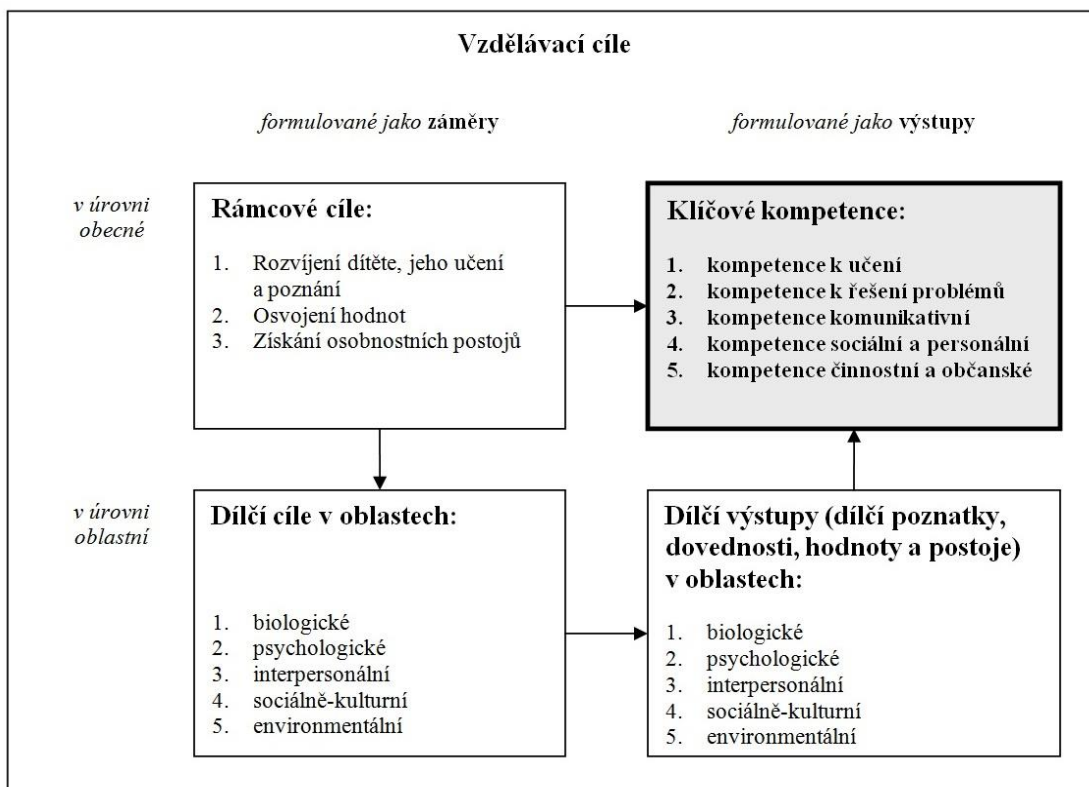 Vzdělávací cíle
formulované jako záměry
formulované jako výstupy
v úrovni
obecné
Rámcové cíle:
1. Rozvíjení dítěte, jeho učení
a poznání
2. Osvojení hodnot
3. Získání osobnostních postojů
Klíčové kompetence:
1. kompetence k učení
2. kompetence k řešení problémů
3. kompetence komunikativní
4. kompetence sociální a personální
5. kompetence činnostní a občanské
v úrovni
oblastní
Dílčí cíle v oblastech:
1. biologické
2. psychologické
3. interpersonální
4. sociálně-kulturní
5. environmentální
Dílčí výstupy (dílčí poznatky,
dovednosti, hodnoty a postoje)
v oblastech:
1. biologické
2. psychologické
3. interpersonální
4. sociálně-kulturní
5. environmentální